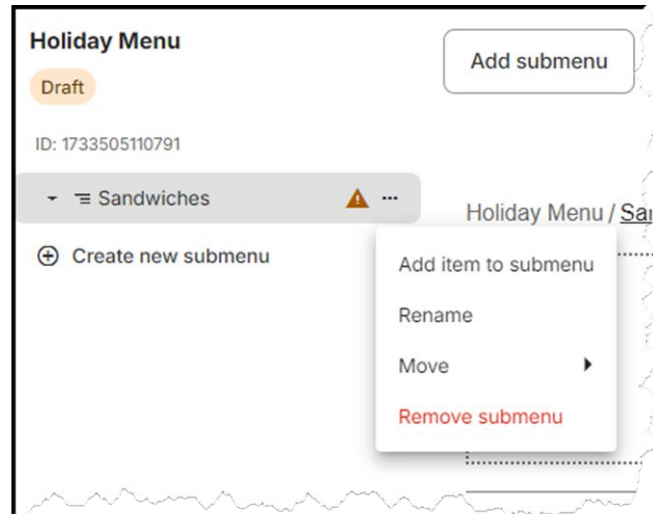 Holiday Menu
Add submenu
Draft
ID: 1733505110791
Sandwiches
Holiday Menu /
Create new submenu
Add item to submenu
Rename
Move
Remove submenu